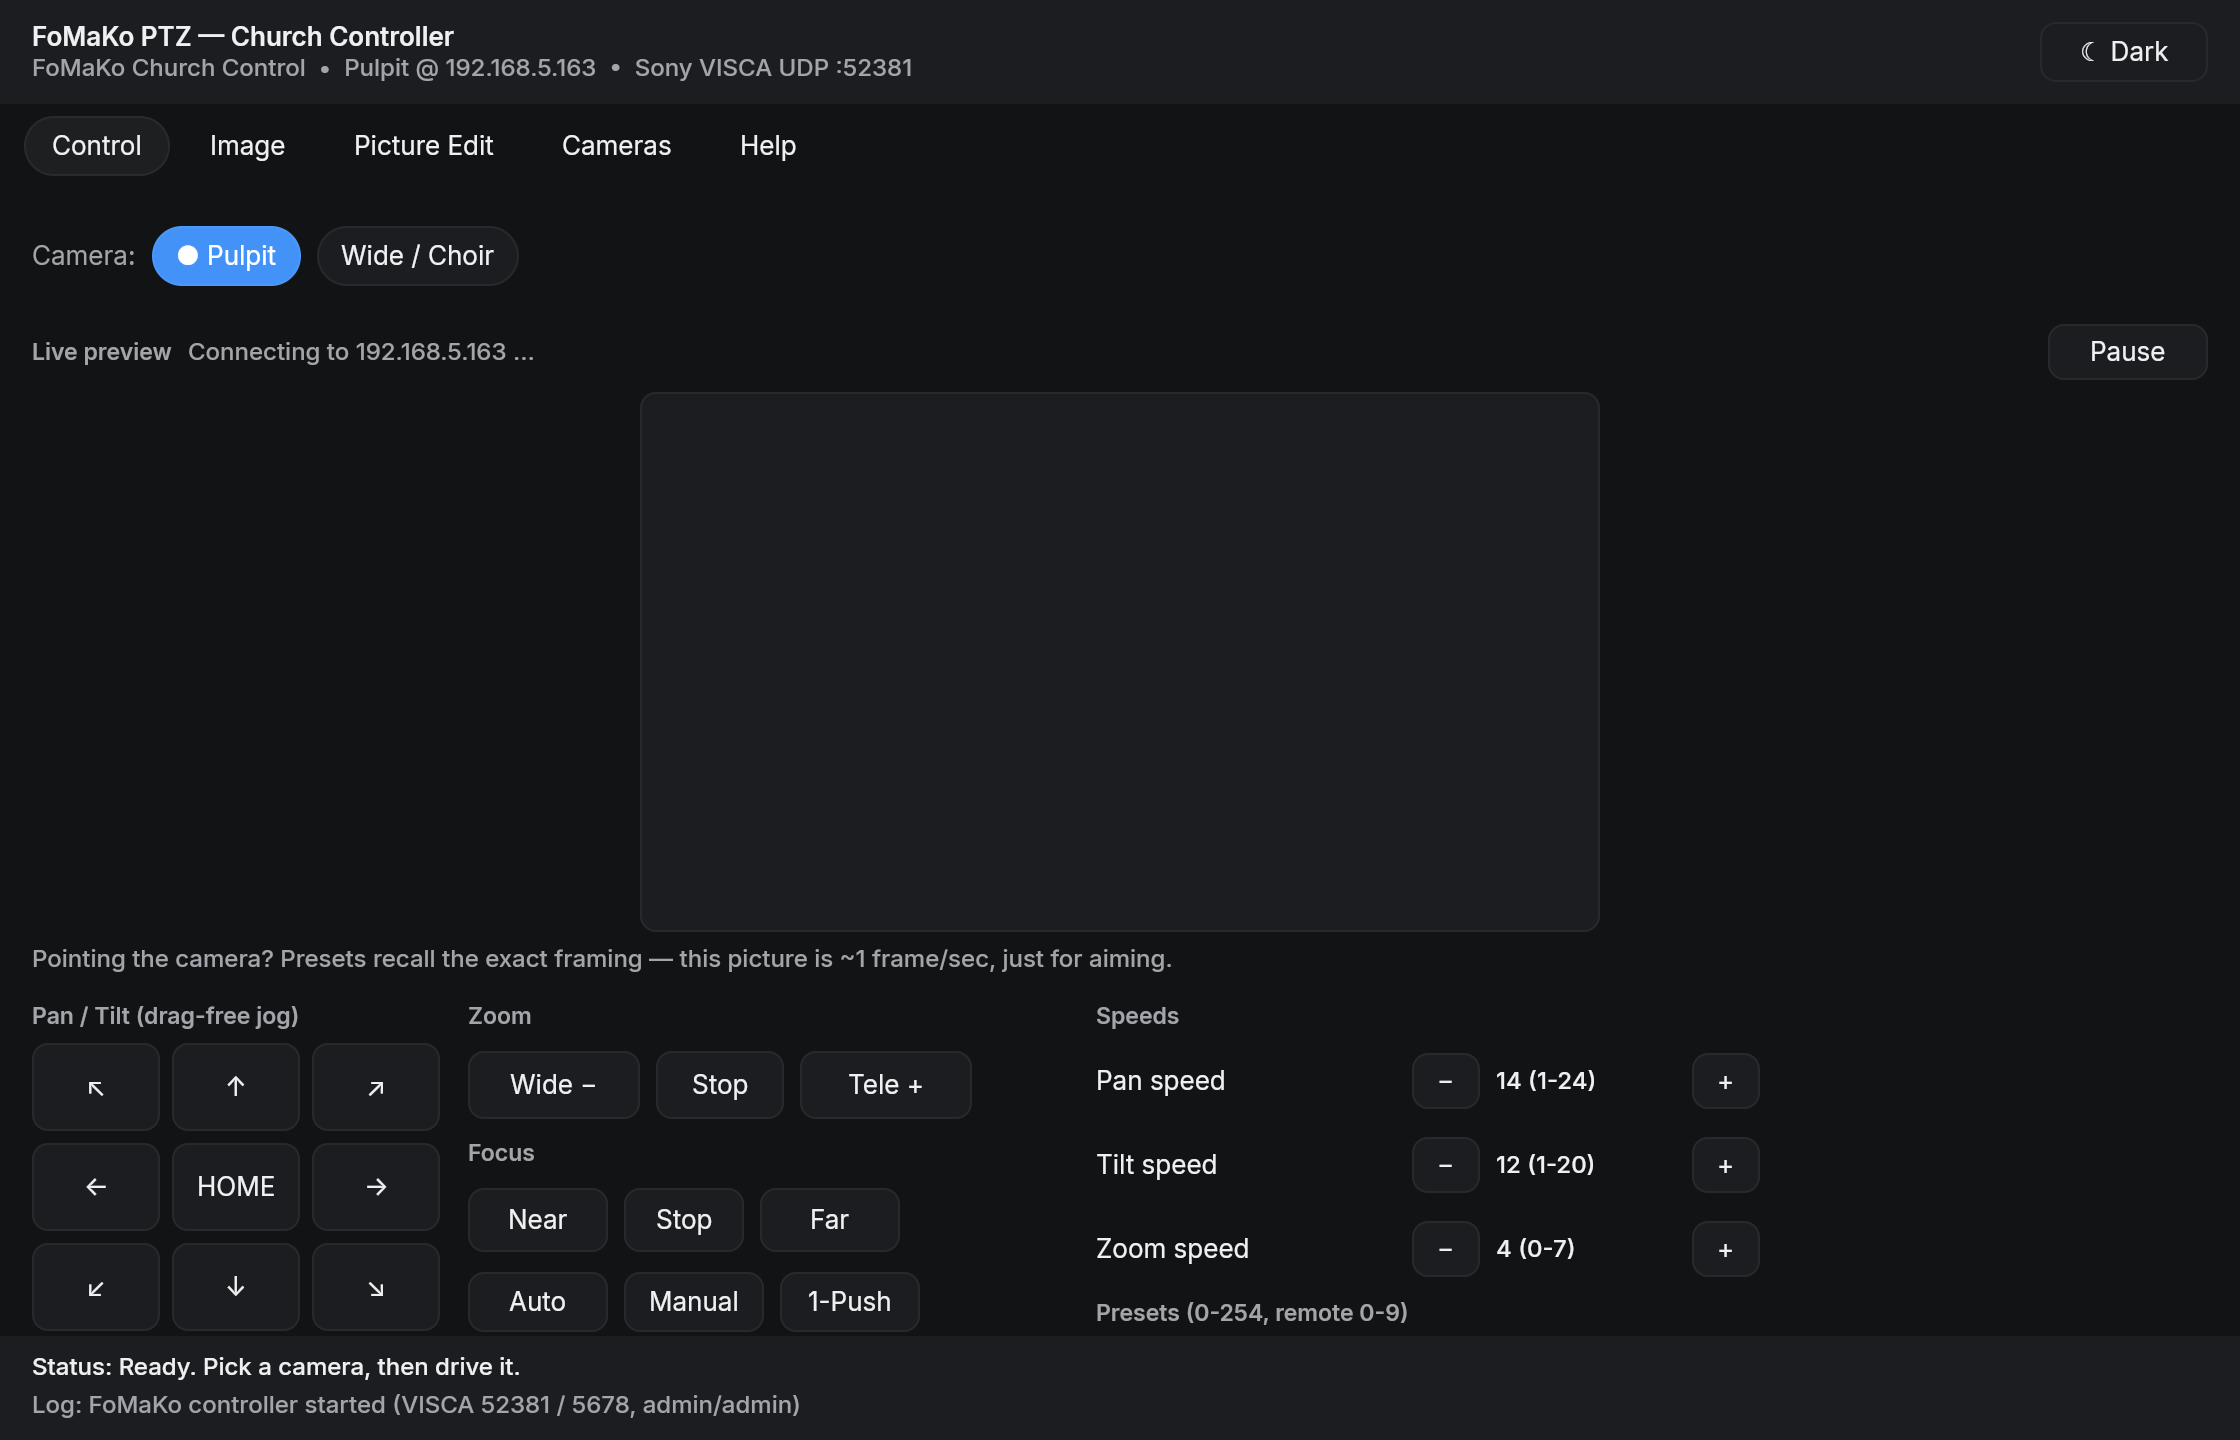 FoMaKo PTZ — Church Controller
FoMaKo Church Control • Pulpit @ 192.168.5.163 • Sony VISCA UDP :52381
☾ Dark
Control Image Picture Edit Cameras Help
Camera: Pulpit Wide / Choir
Live preview Connecting to 192.168.5.163 ...
Pause
Pointing the camera? Presets recall the exact framing — this picture is ~1 frame/sec, just for aiming.
Pan / Tilt (drag-free jog)
↖ ↑ ↗
← HOME →
↙ ↓ ↘
Zoom
Wide − Stop Tele +
Focus
Near Stop Far
Auto Manual 1-Push
Speeds
Pan speed − 14 (1-24) +
Tilt speed − 12 (1-20) +
Zoom speed − 4 (0-7) +
Presets (0-254, remote 0-9)
Status: Ready. Pick a camera, then drive it.
Log: FoMaKo controller started (VISCA 52381 / 5678, admin/admin)